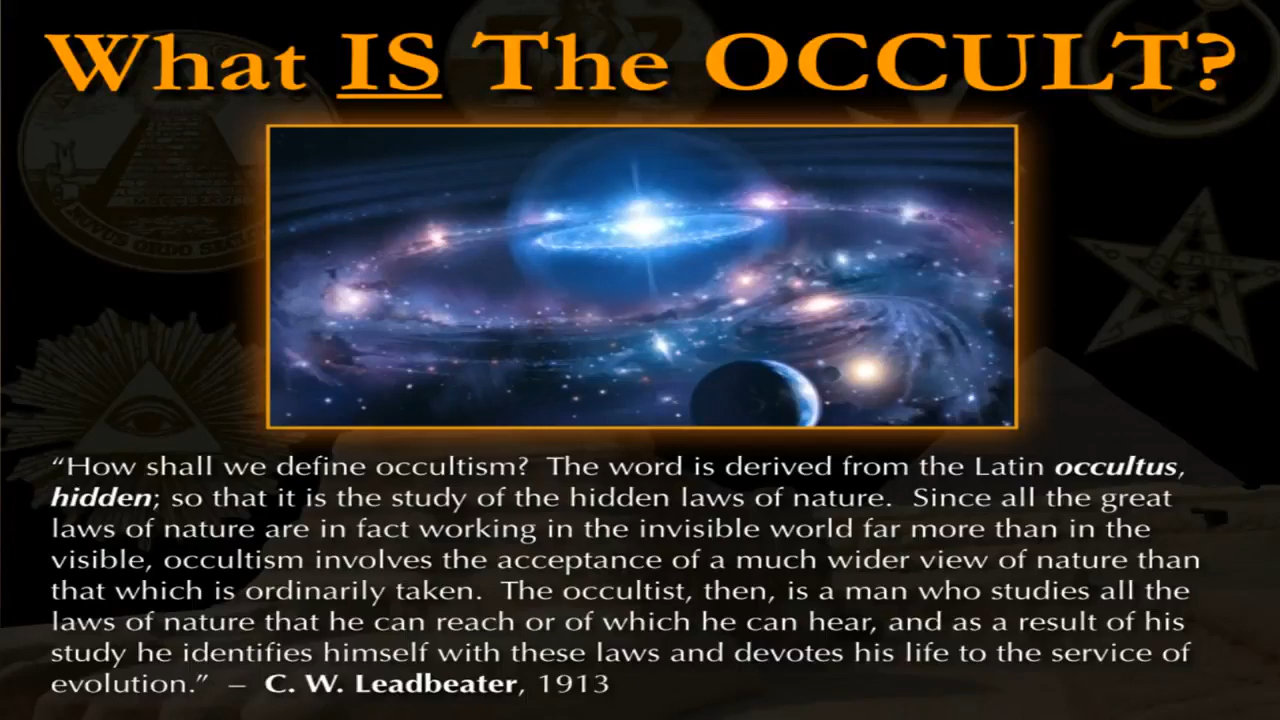 What IS The OCCULT?
NOVUS ORDO SECL
“How shall we define occultism? The word is derived from the Latin occultus,
hidden; so that it is the study of the hidden laws of nature. Since all the great
laws of nature are in fact working in the invisible world far more than in the
visible, occultism involves the acceptance of a much wider view of nature than
that which is ordinarily taken. The occultist, then, is a man who studies all the
laws of nature that he can reach or of which he can hear, and as a result of his
study he identifies himself with these laws and devotes his life to the service of
evolution.” – C. W. Leadbeater, 1913